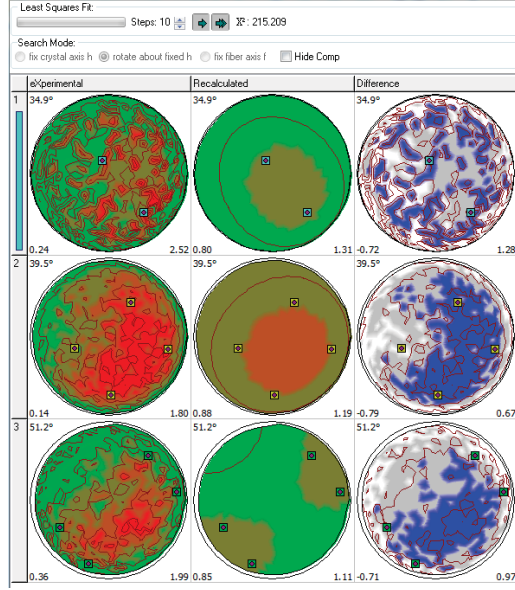 Least Squares Fit:
Steps: 10 X²: 215.209
Search Mode:
fix crystal axis h rotate about fixed h fix fiber axis f Hide Comp
eXperimental Recalculated Difference
1 34.9° 34.9° 34.9°
0.24 2.52 0.80 1.31 -0.72 1.28
2 39.5° 39.5° 39.5°
0.14 1.80 0.88 1.19 -0.79 0.67
3 51.2° 51.2° 51.2°
0.36 1.99 0.85 1.11 -0.71 0.97